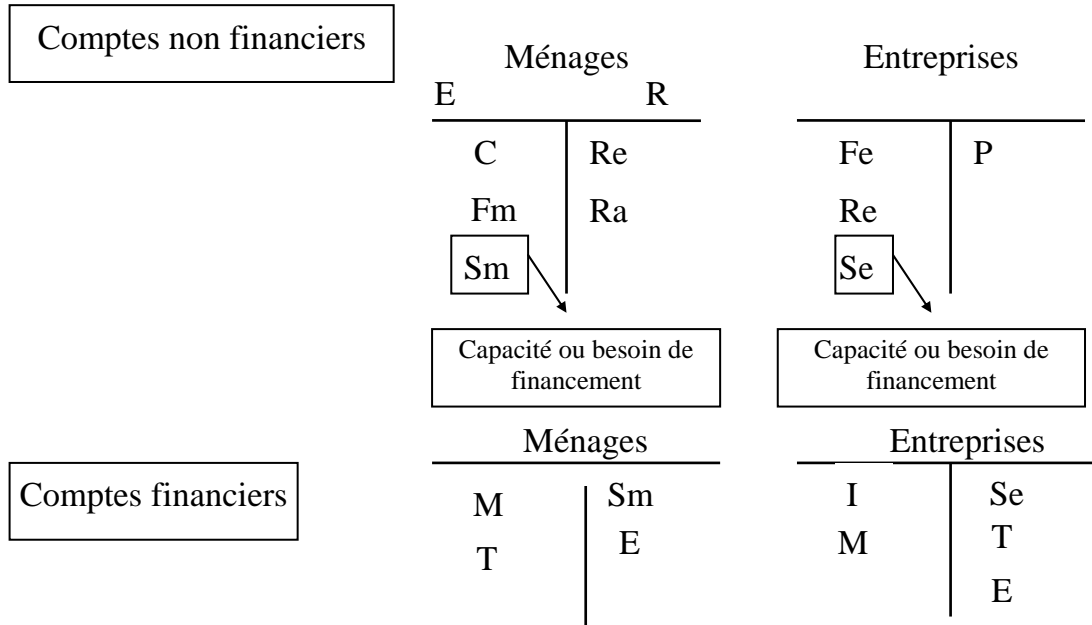 Comptes non financiers
Ménages
Entreprises
E R
C Re
Fm Ra
Sm
Fe P
Re
Se
Capacité ou besoin de
financement
Capacité ou besoin de
financement
Comptes financiers
Ménages
M Sm
T E
Entreprises
I Se
M T
E